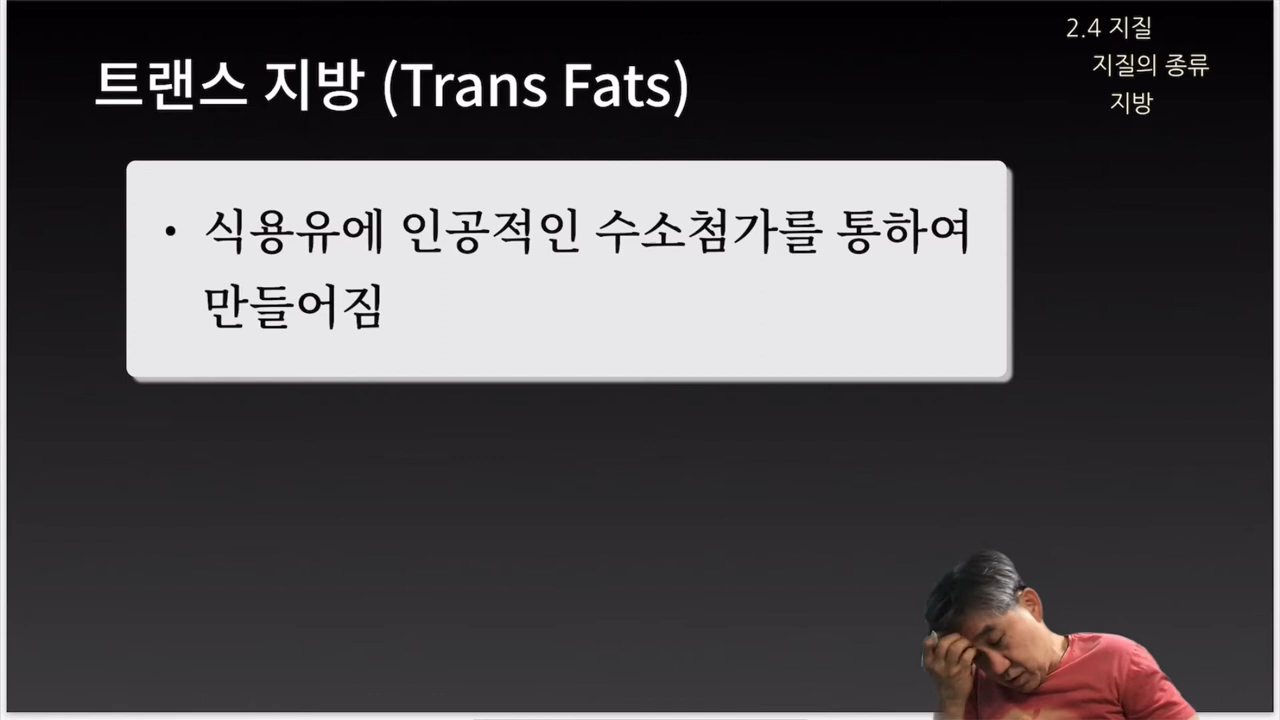 트랜스 지방 (Trans Fats)
2.4 지질
지질의 종류
지방
• 식용유에 인공적인 수소첨가를 통하여
만들어짐